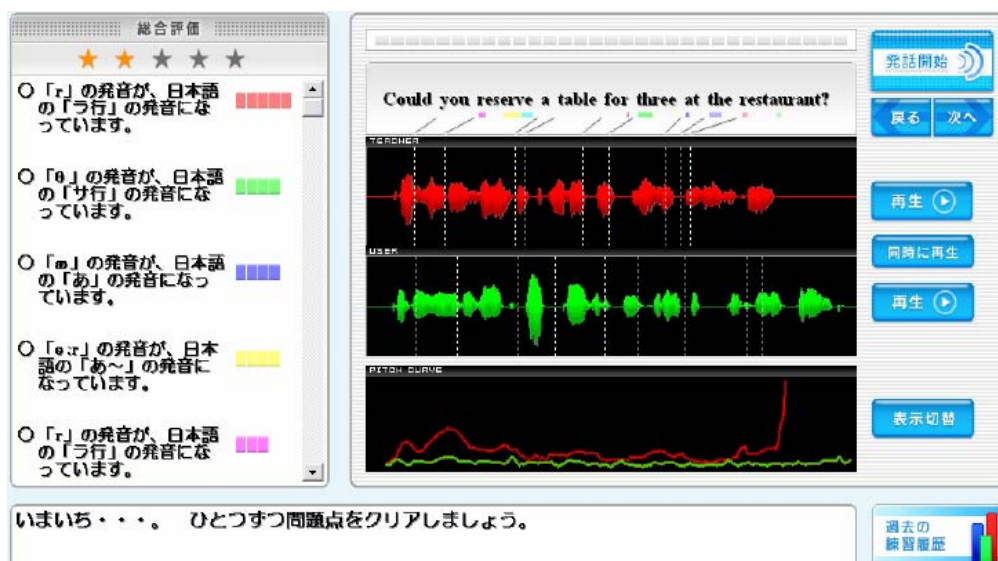 総合評価
○「r」の発音が、日本語
の「ラ行」の発音にな
っています。
○「θ」の発音が、日本語
の「サ行」の発音にな
っています。
○「æ」の発音が、日本語
の「あ」の発音になっ
ています。
○「ə:r」の発音が、日本
語の「あ〜」の発音に
なっています。
○「r」の発音が、日本語
の「ラ行」の発音にな
っています。
Could you reserve a table for three at the restaurant?
TEACHER
USER
PITCH CURVE
発話開始
戻る
次へ
再生
同時に再生
再生
表示切替
いまいち・・・。 ひとつずつ問題点をクリアしましょう。
過去の
練習履歴